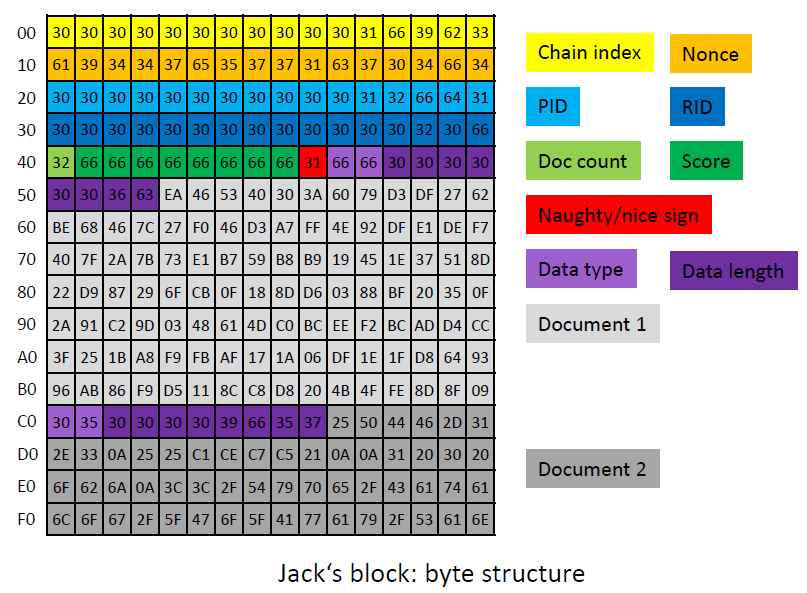 00 30 30 30 30 30 30 30 30 30 30 30 31 66 39 62 33
10 61 39 34 34 37 65 35 37 37 31 63 37 30 34 66 34
20 30 30 30 30 30 30 30 30 30 30 30 31 32 66 64 31
30 30 30 30 30 30 30 30 30 30 30 30 30 30 32 30 66
40 32 66 66 66 66 66 66 66 66 31 66 66 30 30 30 30
50 30 30 36 63 EA 46 53 40 30 3A 60 79 D3 DF 27 62
60 BE 68 46 7C 27 F0 46 D3 A7 FF 4E 92 DF E1 DE F7
70 40 7F 2A 7B 73 E1 B7 59 B8 B9 19 45 1E 37 51 8D
80 22 D9 87 29 6F CB 0F 18 8D D6 03 88 BF 20 35 0F
90 2A 91 C2 9D 03 48 61 4D C0 BC EE F2 BC AD D4 CC
A0 3F 25 1B A8 F9 FB AF 17 1A 06 DF 1E 1F D8 64 93
B0 96 AB 86 F9 D5 11 8C C8 D8 20 4B 4F FE 8D 8F 09
C0 30 35 30 30 30 30 39 66 35 37 25 50 44 46 2D 31
D0 2E 33 0A 25 25 C1 CE C7 C5 21 0A 0A 31 20 30 20
E0 6F 62 6A 0A 3C 3C 2F 54 79 70 65 2F 43 61 74 61
F0 6C 6F 67 2F 5F 47 6F 5F 41 77 61 79 2F 53 61 6E
Chain index
Nonce
PID
RID
Doc count
Score
Naughty/nice sign
Data type
Data length
Document 1
Document 2
Jack‘s block: byte structure